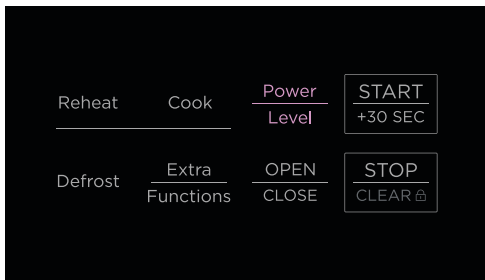 Reheat
Cook
Power
Level
START
+30 SEC
Defrost
Extra
Functions
OPEN
CLOSE
STOP
CLEAR